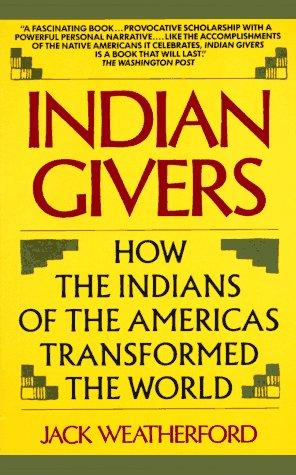 "A FASCINATING BOOK...PROVOCATIVE SCHOLARSHIP WITH A
POWERFUL PERSONAL NARRATIVE....LIKE THE ACCOMPLISHMENTS
OF THE NATIVE AMERICANS IT CELEBRATES, INDIAN GIVERS
IS A BOOK THAT WILL LAST."
THE WASHINGTON POST
INDIAN
GIVERS
HOW
THE INDIANS
OF THE AMERICAS
TRANSFORMED
THE WORLD
JACK WEATHERFORD